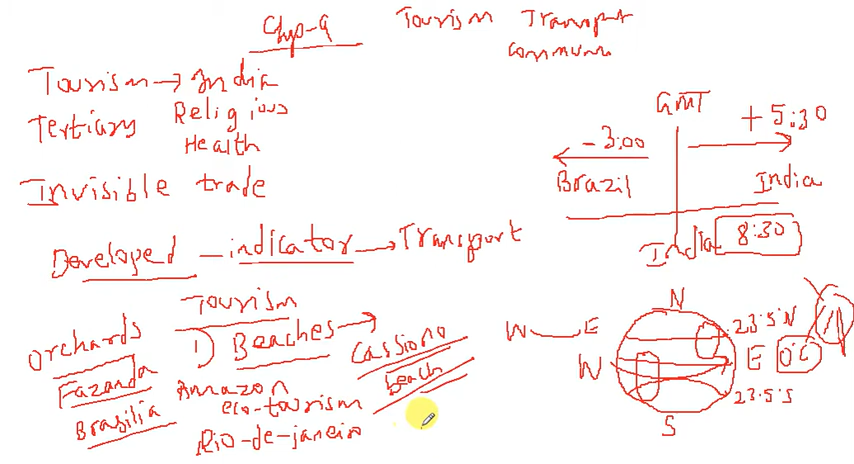 Chp-9
Tourism Transport
Commun
Tourism → India
Tertiary Religious
Health
Invisible trade
Developed - indicator → Transport
Tourism
Orchards
1) Beaches → Cassiono
beach
Fazanda
Amazon
eco-tourism
Brasilia
Rio-de-janeiro
GMT
-3:00
+5:30
Brazil
India
India 8:30
N
W E
23.5°N
W
E 0°C
23.5°S
S